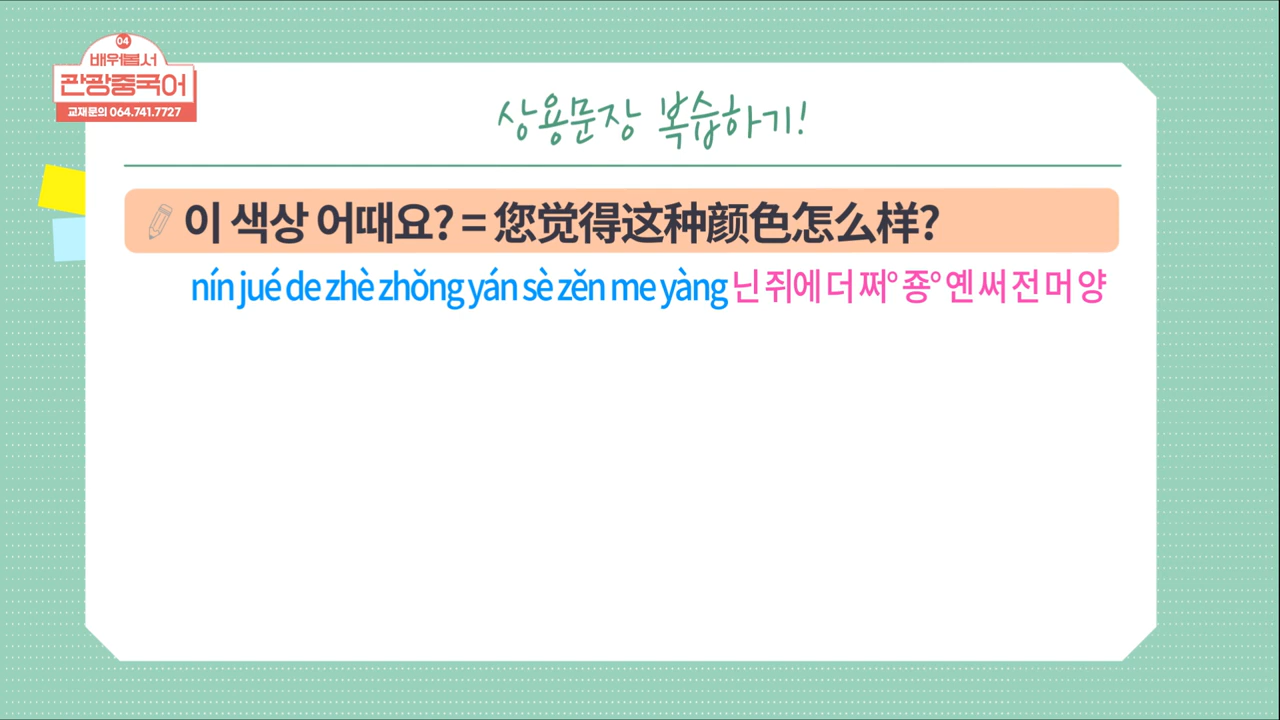 04
배워봅서
관광중국어
교재문의 064.741.7727
상용문장 복습하기!
이 색상 어때요? = 您觉得这种颜色怎么样?
nín jué de zhè zhǒng yán sè zěn me yàng 닌 쥐에 더 쩌° 죵° 옌 써 전 머 양